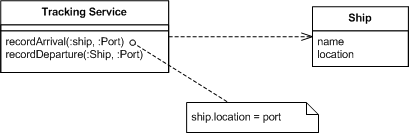 Tracking Service
recordArrival(:ship, :Port)
recordDeparture(:Ship, :Port)
Ship
name
location
ship.location = port